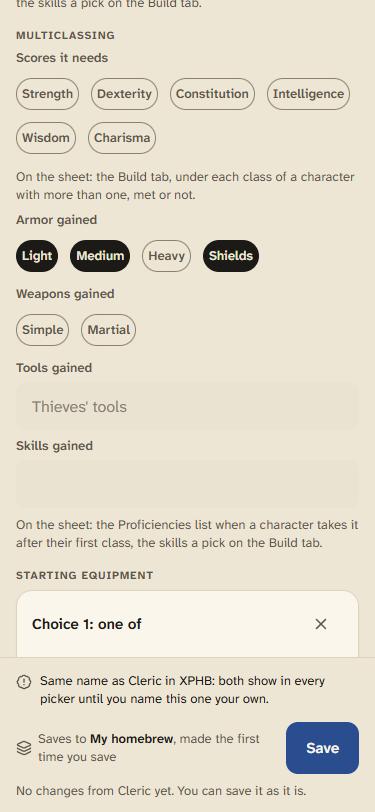 the skills a pick on the Build tab.
MULTICLASSING
Scores it needs
Strength Dexterity Constitution Intelligence
Wisdom Charisma
On the sheet: the Build tab, under each class of a character
with more than one, met or not.
Armor gained
Light Medium Heavy Shields
Weapons gained
Simple Martial
Tools gained
Thieves' tools
Skills gained
On the sheet: the Proficiencies list when a character takes it
after their first class, the skills a pick on the Build tab.
STARTING EQUIPMENT
Choice 1: one of
Same name as Cleric in XPHB: both show in every
picker until you name this one your own.
Saves to My homebrew, made the first
time you save
Save
No changes from Cleric yet. You can save it as it is.